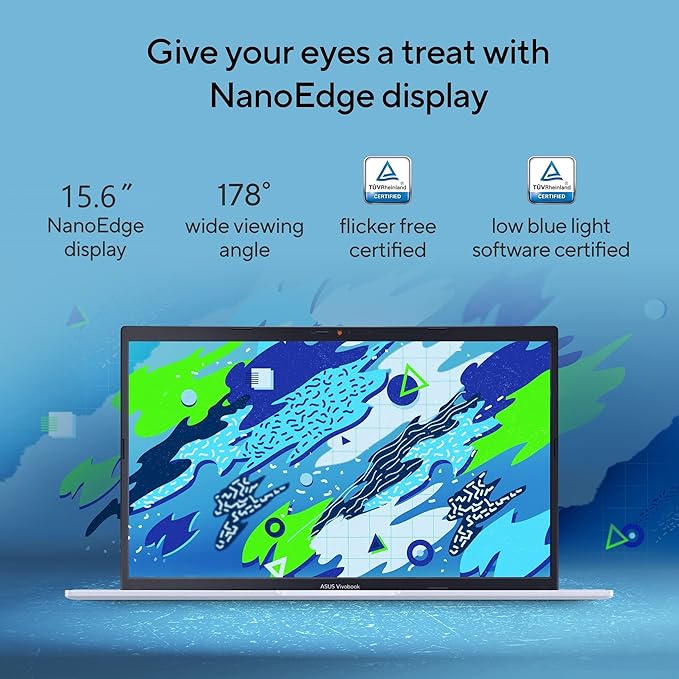 Give your eyes a treat with
NanoEdge display
15.6″
NanoEdge
display
178°
wide viewing
angle
TÜVRheinland
CERTIFIED
flicker free
certified
TÜVRheinland
CERTIFIED
low blue light
software certified
ASUS Vivobook